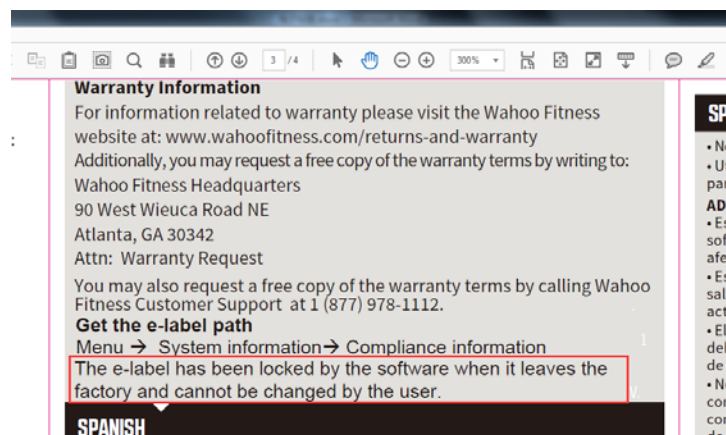 3 / 4
300%
Warranty Information
For information related to warranty please visit the Wahoo Fitness
website at: www.wahoofitness.com/returns-and-warranty
Additionally, you may request a free copy of the warranty terms by writing to:
Wahoo Fitness Headquarters
90 West Wieuca Road NE
Atlanta, GA 30342
Attn: Warranty Request
You may also request a free copy of the warranty terms by calling Wahoo
Fitness Customer Support at 1 (877) 978-1112.
Get the e-label path
Menu → System information→ Compliance information
The e-label has been locked by the software when it leaves the
factory and cannot be changed by the user.
SPANISH